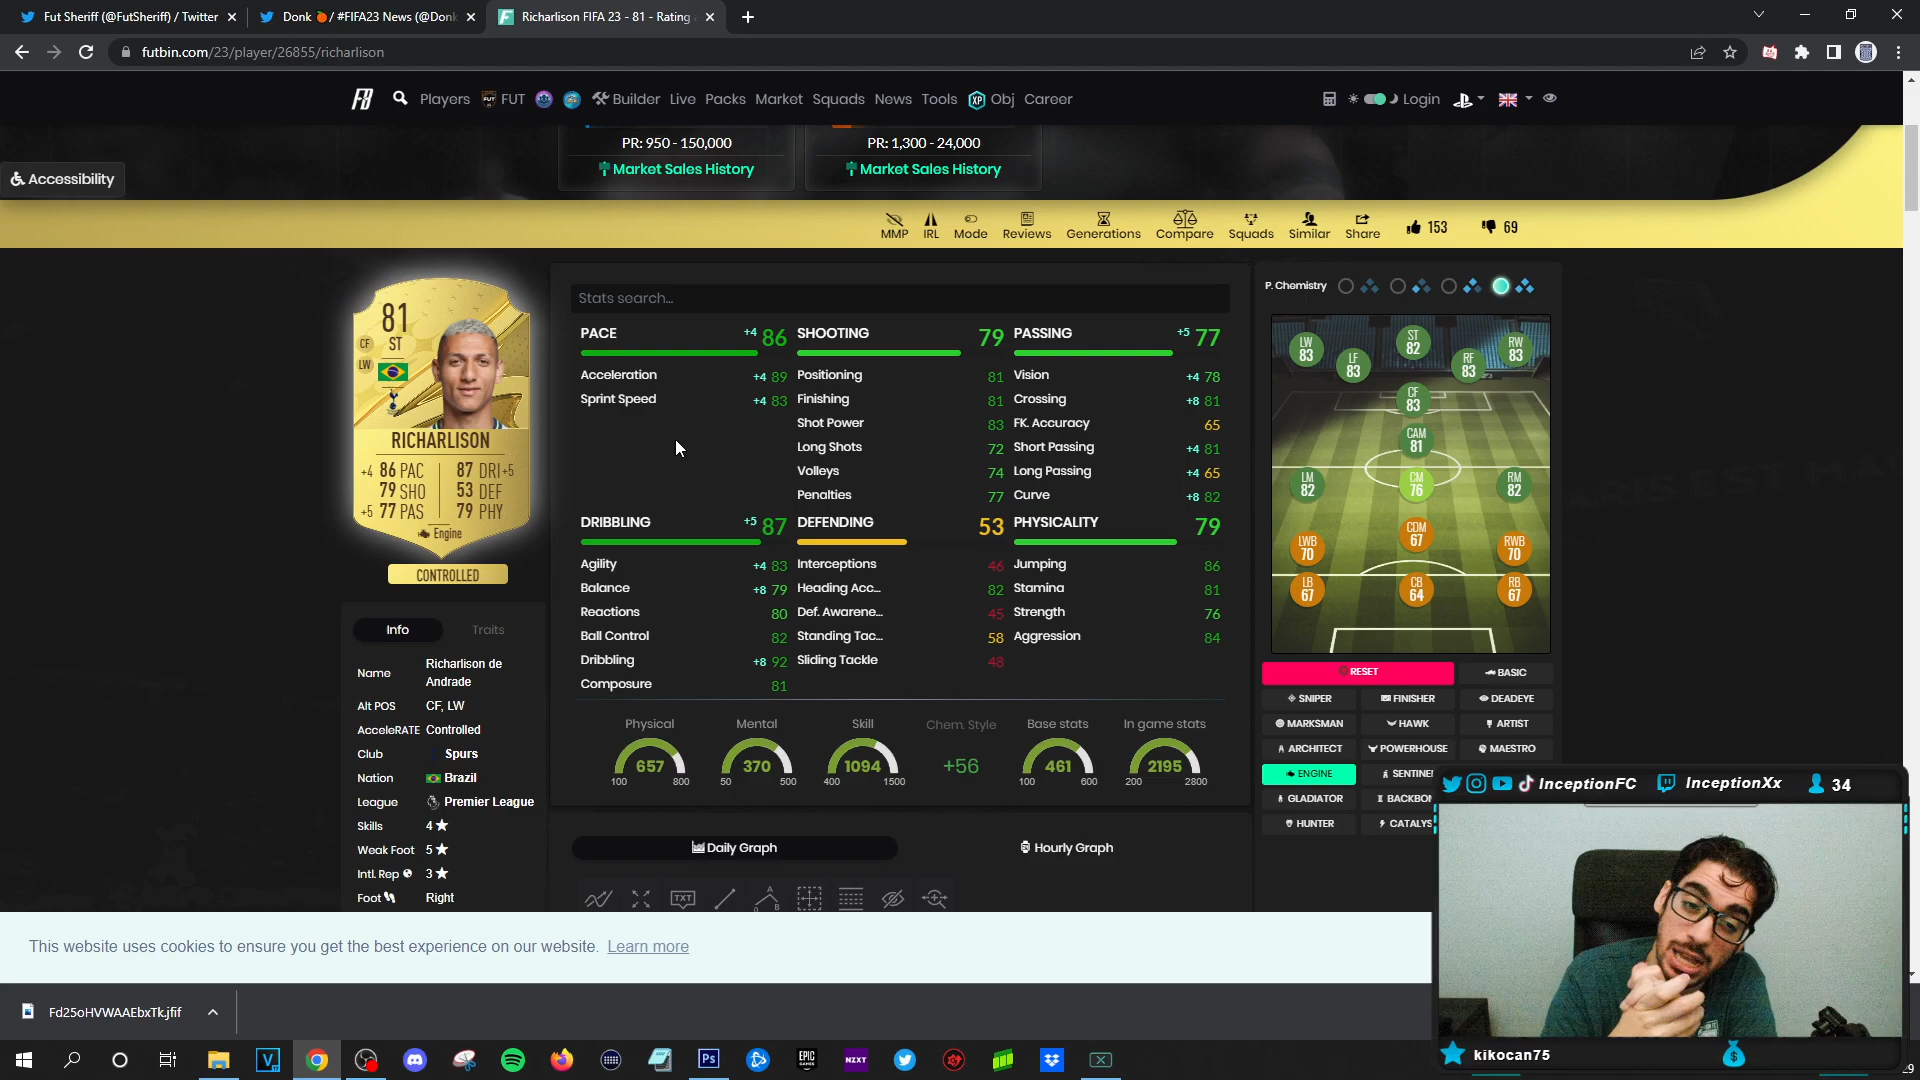 Fut Sheriff (@FutSheriff) / Twitter
Donk 🍊/ #FIFA23 News (@Donk
Richarlison FIFA 23 - 81 - Rating
futbin.com/23/player/26855/richarlison
Players FUT Builder Live Packs Market Squads News Tools XP Obj Career
Login
Accessibility
PR: 950 - 150,000
Market Sales History
PR: 1,300 - 24,000
Market Sales History
MMP IRL Mode Reviews Generations Compare Squads Similar Share 153 69
81
ST
CF
LW
RICHARLISON
+4 86 PAC 87 DRI+5
79 SHO 53 DEF
+5 77 PAS 79 PHY
Engine
CONTROLLED
Info Traits
Name Richarlison de Andrade
Alt POS CF, LW
AcceleRATE Controlled
Club Spurs
Nation Brazil
League Premier League
Skills 4★
Weak Foot 5★
Intl. Rep 3★
Foot Right
Stats search...
PACE +4 86
Acceleration +4 89
Sprint Speed +4 83
SHOOTING 79
Positioning 81
Finishing 81
Shot Power 83
Long Shots 72
Volleys 74
Penalties 77
PASSING +5 77
Vision +4 78
Crossing +8 81
FK. Accuracy 65
Short Passing +4 81
Long Passing +4 65
Curve +8 82
DRIBBLING +5 87
Agility +4 83
Balance +8 79
Reactions 80
Ball Control 82
Dribbling +8 92
Composure 81
DEFENDING 53
Interceptions 46
Heading Acc... 82
Def. Awarene... 45
Standing Tac... 58
Sliding Tackle 48
PHYSICALITY 79
Jumping 86
Stamina 81
Strength 76
Aggression 84
Physical 657 100 800
Mental 370 50 500
Skill 1094 400 1500
Chem. Style +56
Base stats 461 100 600
In game stats 2195 200 2800
Daily Graph
Hourly Graph
TXT
P. Chemistry
LW 83
ST 82
RW 83
LF 83
RF 83
CF 83
CAM 81
LM 82
CM 76
RM 82
CDM 67
LWB 70
RWB 70
LB 67
CB 64
RB 67
RESET BASIC
SNIPER FINISHER DEADEYE
MARKSMAN HAWK ARTIST
ARCHITECT POWERHOUSE MAESTRO
ENGINE SENTINE
GLADIATOR BACKBON
HUNTER CATALYS
InceptionFC InceptionXx 34
kikocan75
This website uses cookies to ensure you get the best experience on our website. Learn more
Fd25oHVWAAEbxTk.jfif
V
Ps
EPIC GAMES
NZXT
29